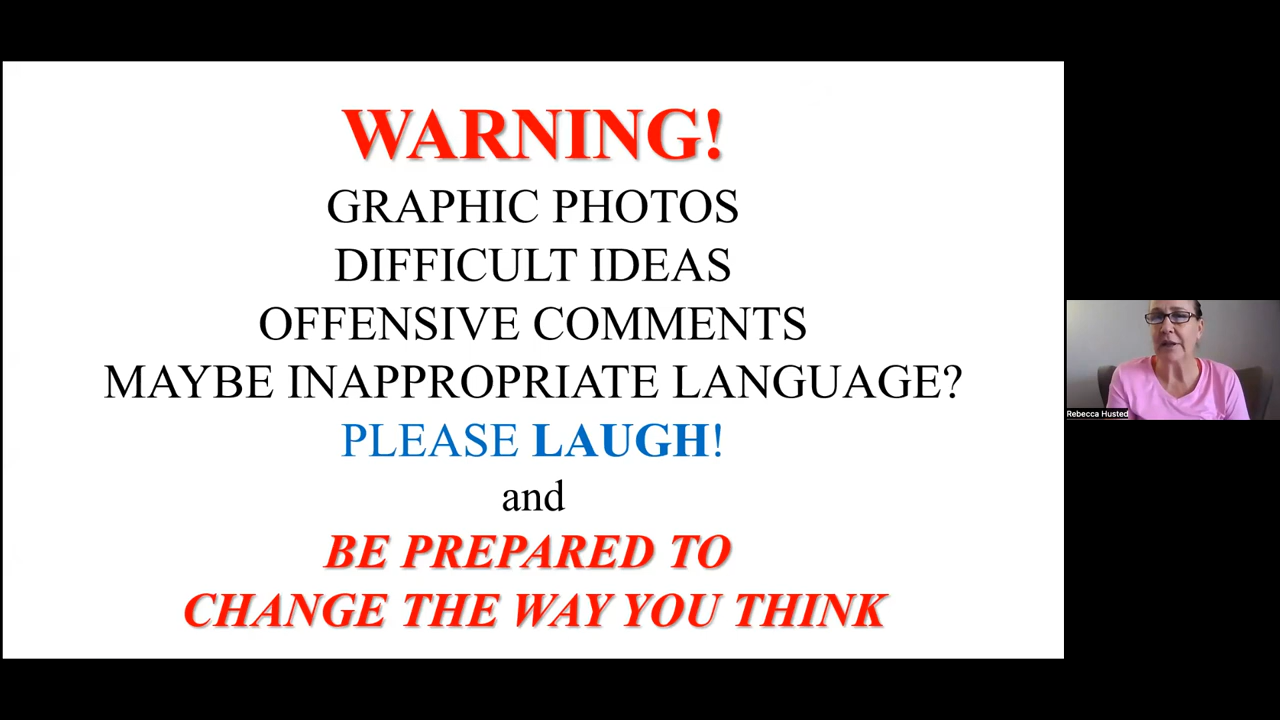 WARNING!
GRAPHIC PHOTOS
DIFFICULT IDEAS
OFFENSIVE COMMENTS
MAYBE INAPPROPRIATE LANGUAGE?
PLEASE LAUGH!
and
BE PREPARED TO
CHANGE THE WAY YOU THINK
Rebecca Husted